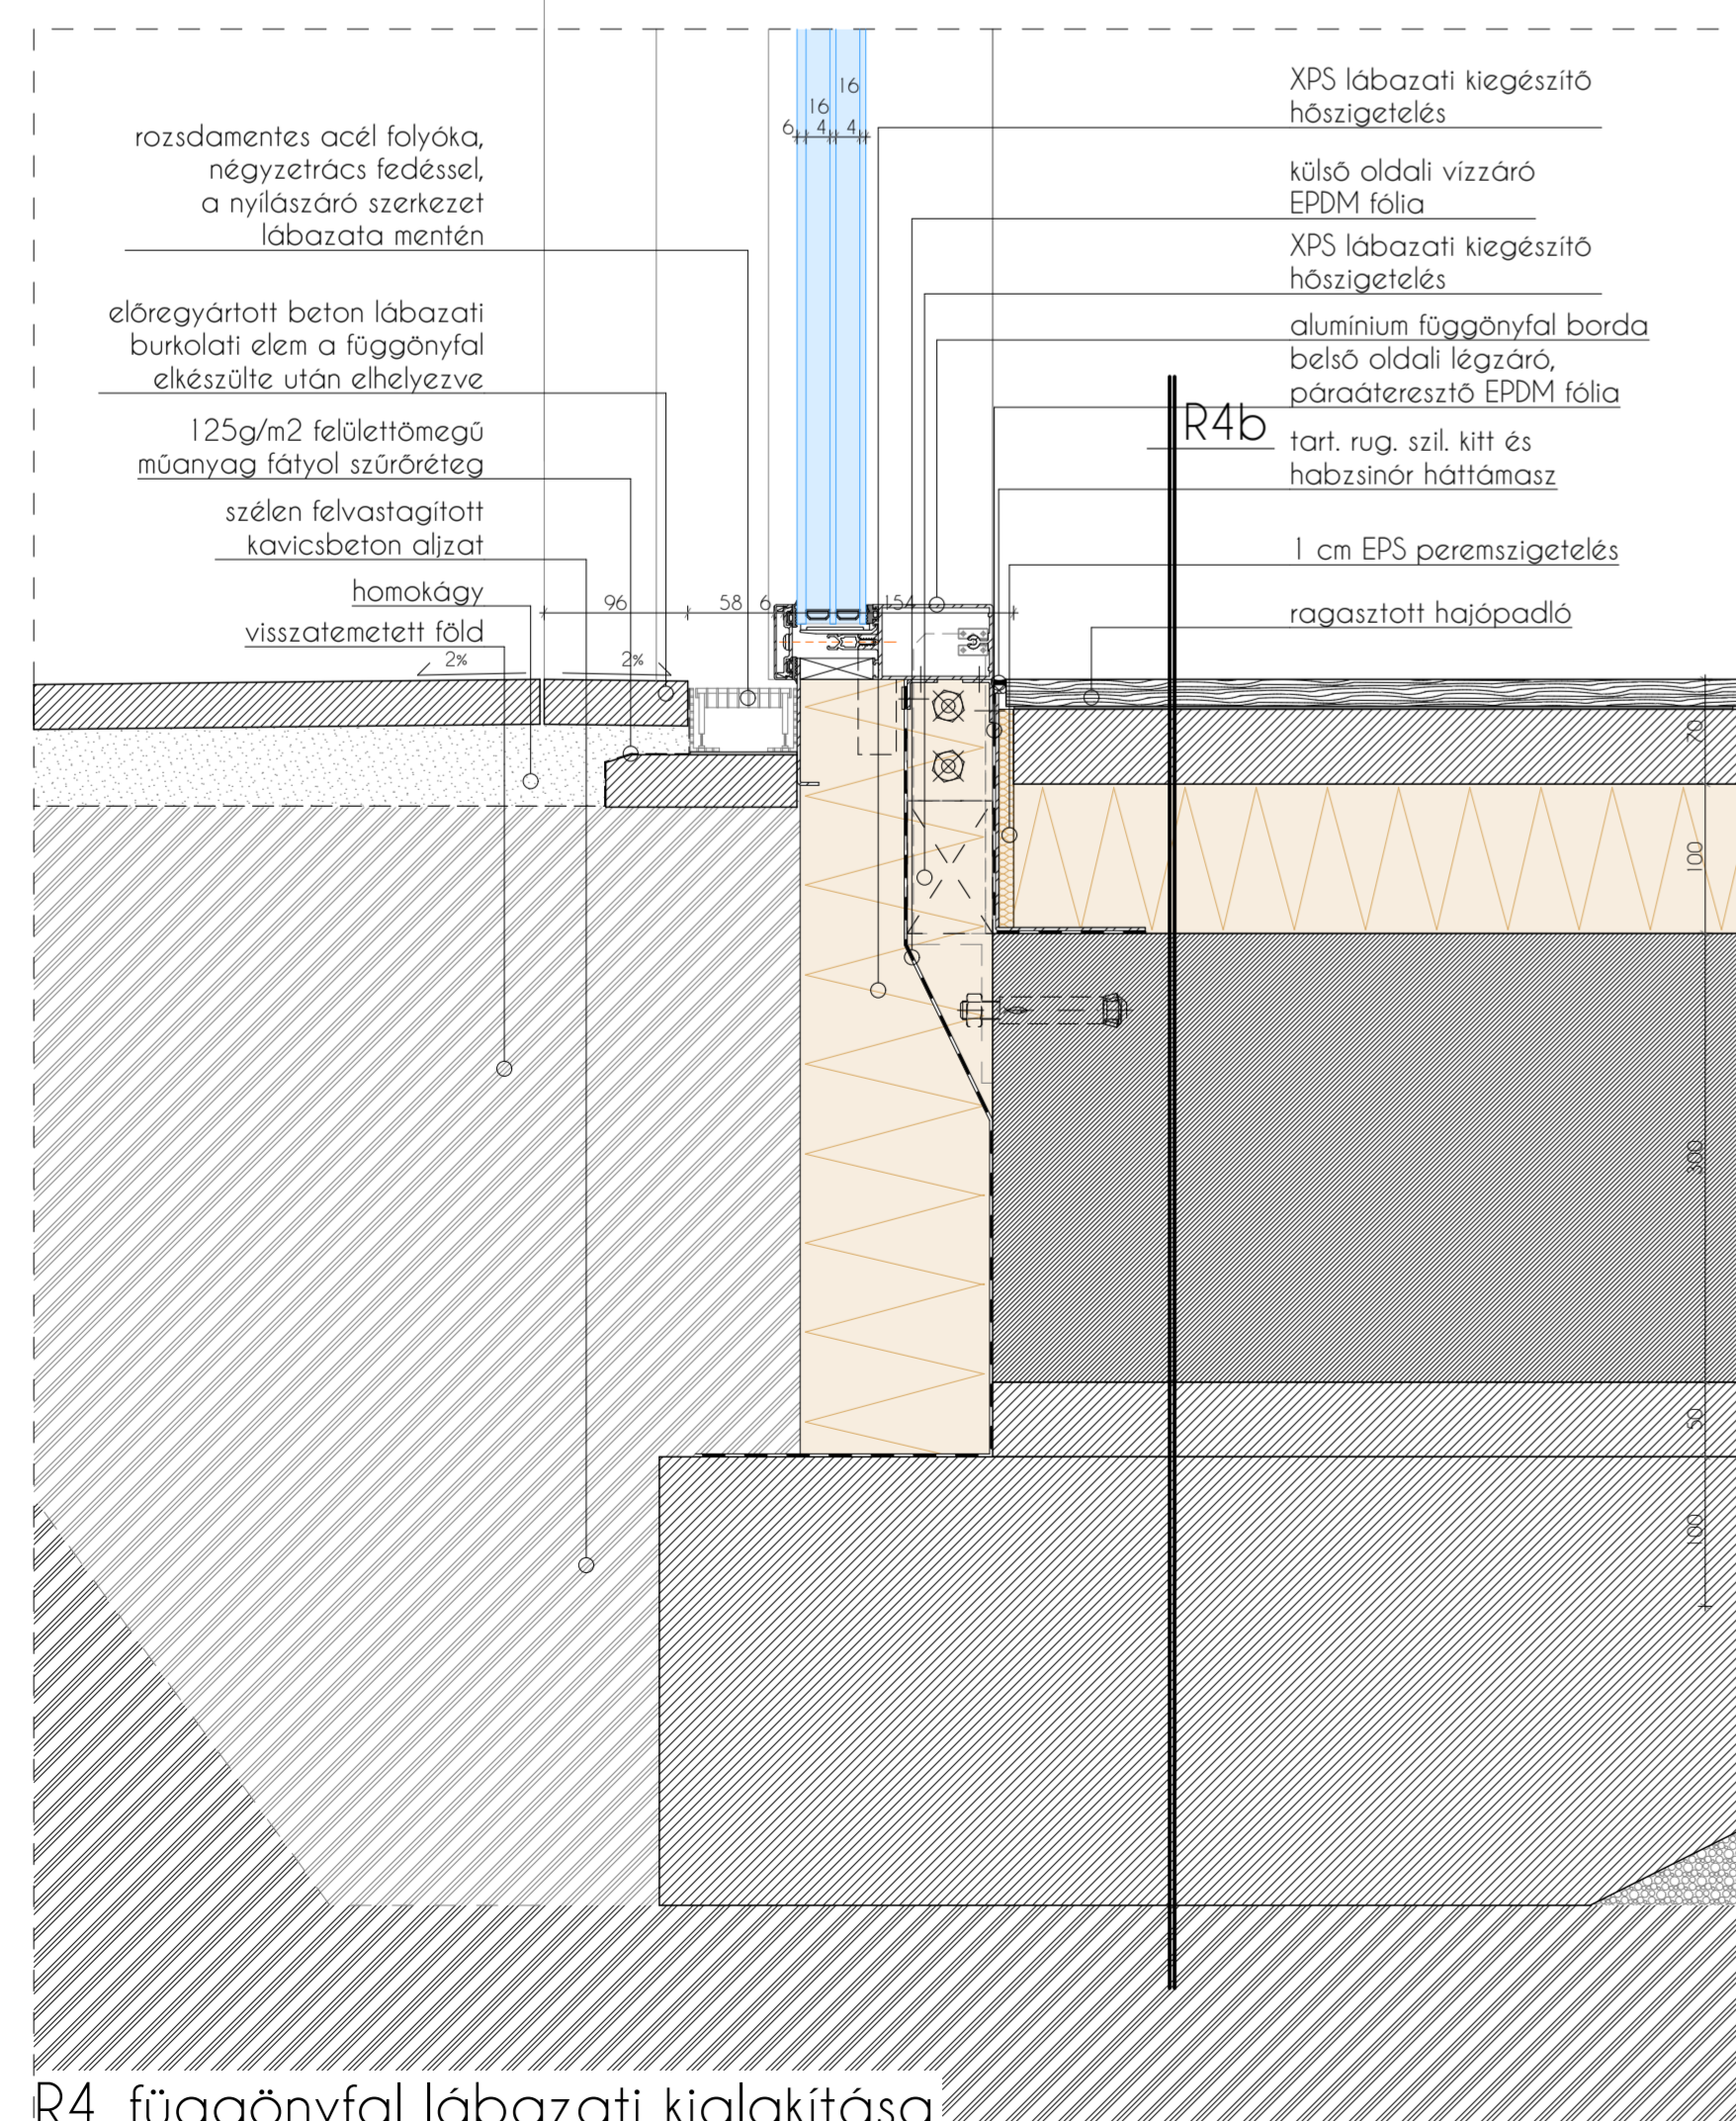 rozsdamentes acél folyóka,
négyzetrács fedéssel,
a nyílászáró szerkezet
lábazata mentén
előregyártott beton lábazati
burkolati elem a függönyfal
elkészülte után elhelyezve
125g/m2 felülettömegű
műanyag fátyol szűrőréteg
szélen felvastagított
kavicsbeton aljzat
homokágy
visszatemetett föld
2%
2%
16
16
6
4
4
96
58
6
154
XPS lábazati kiegészítő
hőszigetelés
külső oldali vízzáró
EPDM fólia
XPS lábazati kiegészítő
hőszigetelés
alumínium függönyfal borda
belső oldali légzáró,
páraáteresztő EPDM fólia
R4b
tart. rug. szil. kitt és
habzsinór háttámasz
1 cm EPS peremszigetelés
ragasztott hajópadló
70
100
300
50
100
R4 függönyfal lábazati kialakítása